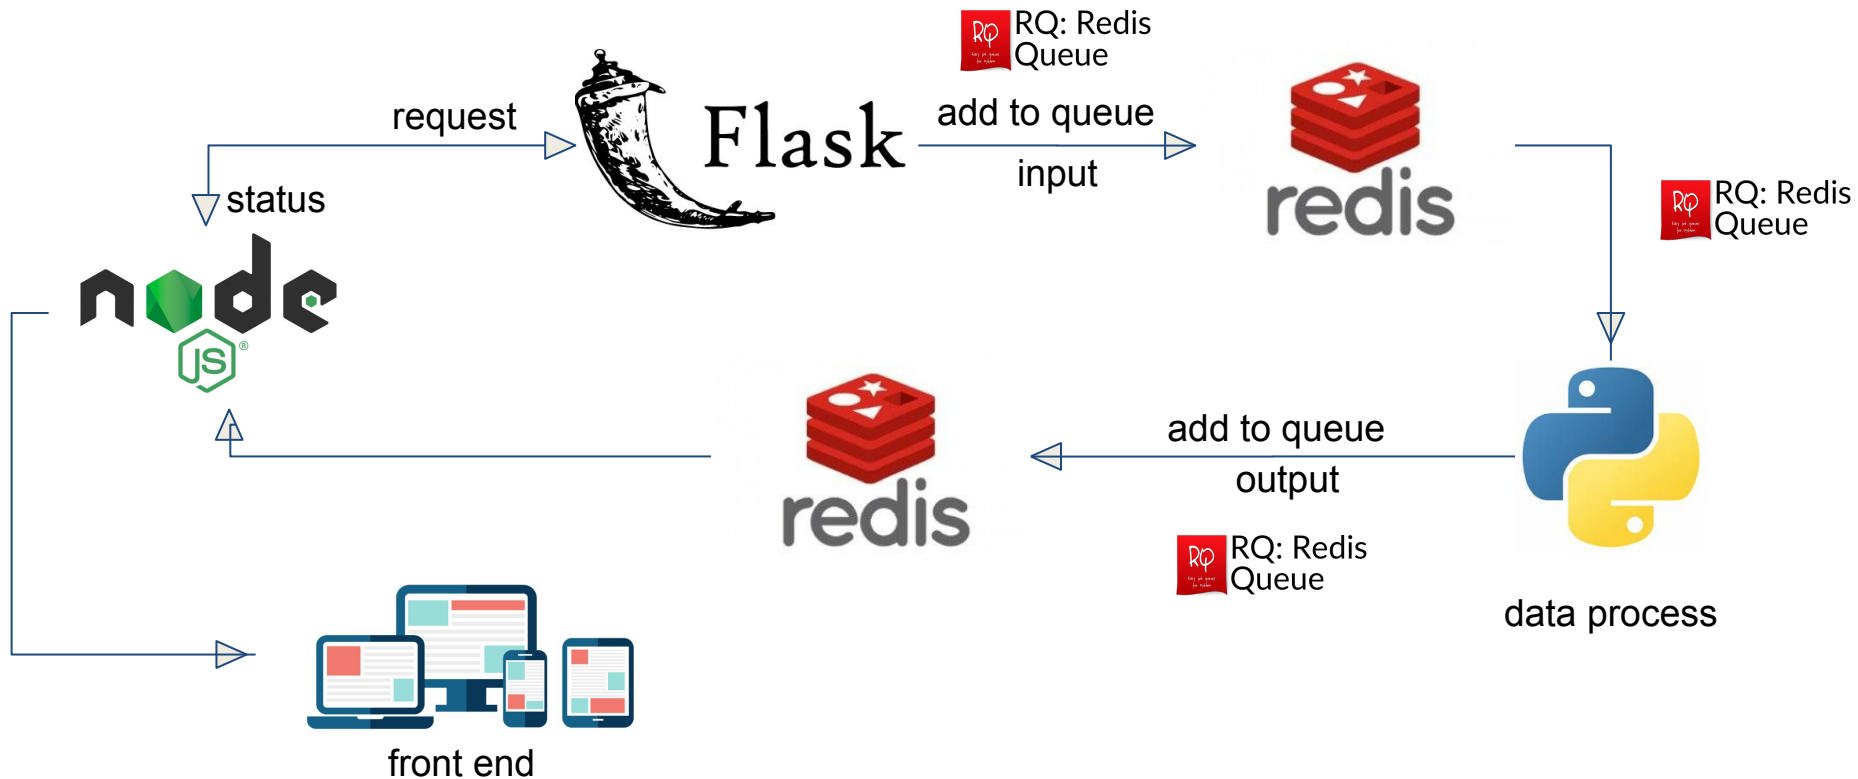 RQ: Redis
Queue
request
Flask
add to queue
input
redis
RQ: Redis
Queue
status
node
JS®
add to queue
output
redis
RQ: Redis
Queue
data process
front end